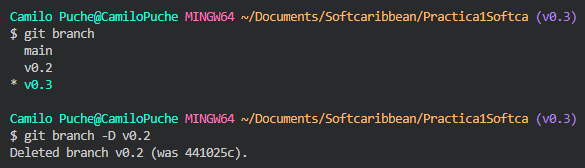 Camilo Puche@CamiloPuche MINGW64 ~/Documents/Softcaribbean/Practica1Softca (v0.3)
$ git branch
  main
  v0.2
* v0.3
Camilo Puche@CamiloPuche MINGW64 ~/Documents/Softcaribbean/Practica1Softca (v0.3)
$ git branch -D v0.2
Deleted branch v0.2 (was 441025c).